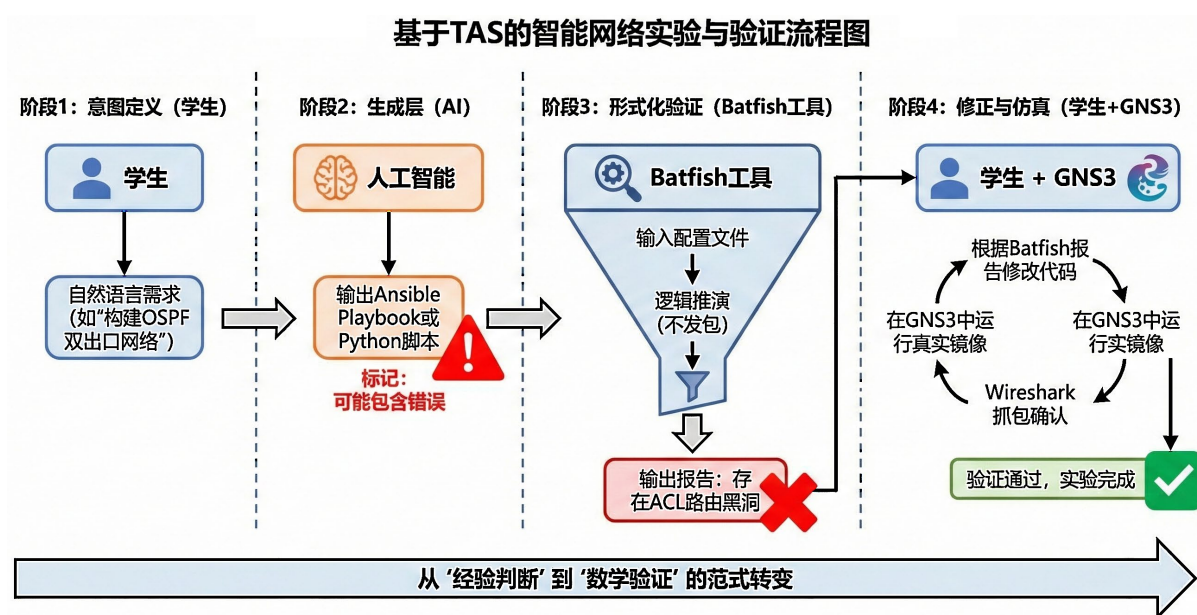 基于TAS的智能网络实验与验证流程图
阶段1：意图定义（学生）
学生
自然语言需求
（如“构建OSPF
双出口网络”）
阶段2：生成层（AI）
人工智能
输出Ansible
Playbook或
Python脚本
标记：
可能包含错误
阶段3：形式化验证（Batfish工具）
Batfish工具
输入配置文件
逻辑推演
（不发包）
输出报告：存
在ACL路由黑洞
阶段4：修正与仿真（学生+GNS3）
学生 + GNS3
根据Batfish报
告修改代码
在GNS3中运
行实镜像
Wireshark
抓包确认
在GNS3中运
行真实镜像
验证通过，实验完成
从‘经验判断’到‘数学验证’的范式转变